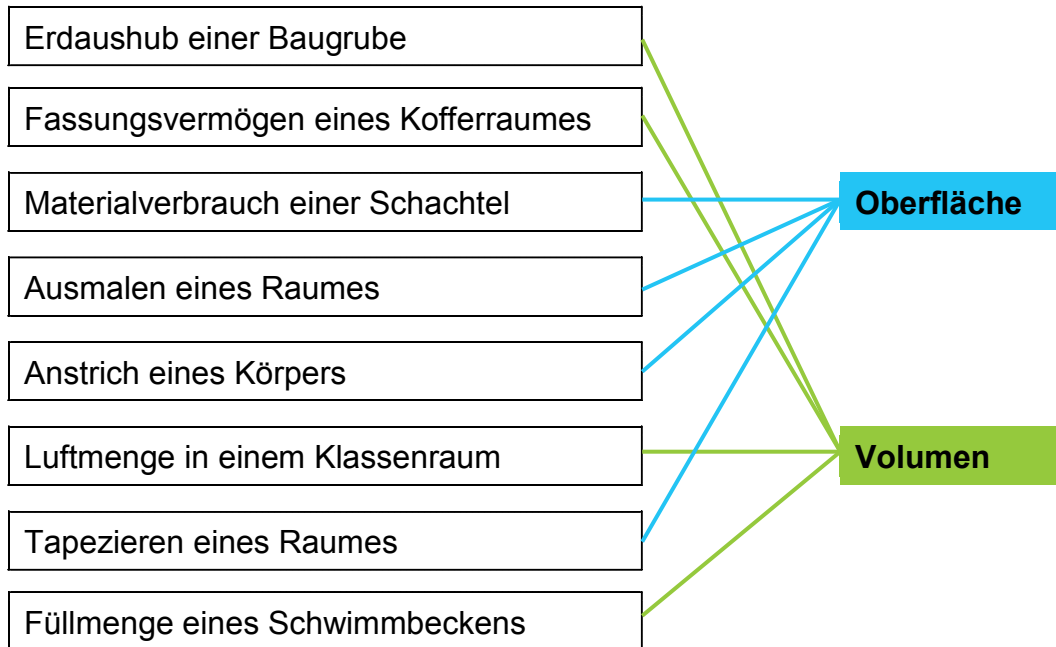 Erdaushub einer Baugrube
Fassungsvermögen eines Kofferraumes
Materialverbrauch einer Schachtel
Oberfläche
Ausmalen eines Raumes
Anstrich eines Körpers
Luftmenge in einem Klassenraum
Volumen
Tapezieren eines Raumes
Füllmenge eines Schwimmbeckens